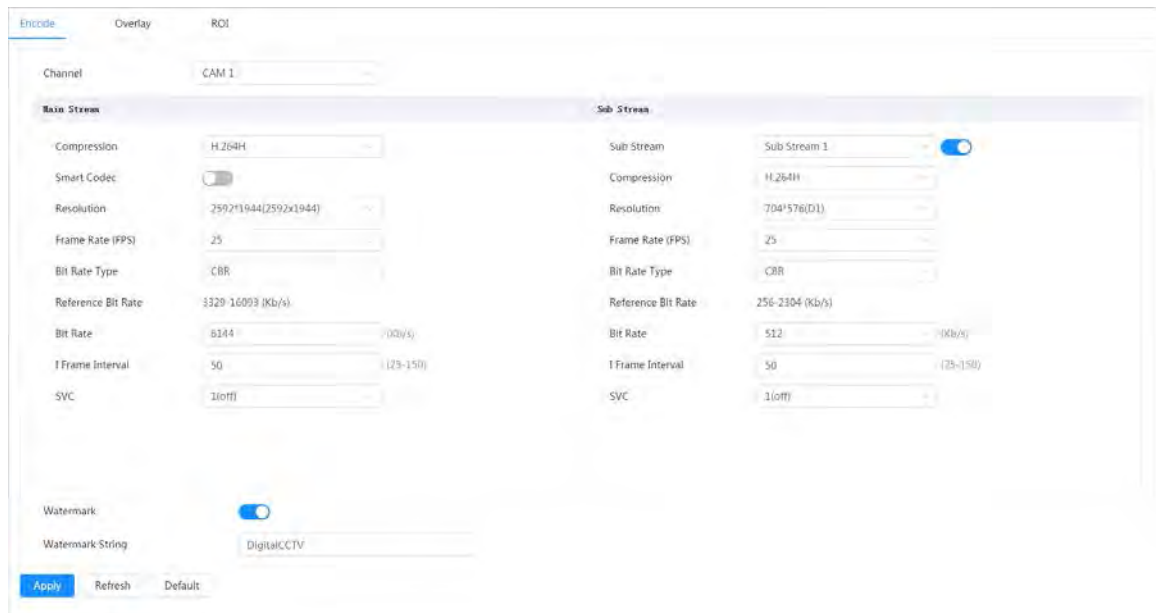 Encode Overlay ROI
Channel CAM 1
Main Stream Sub Stream
Compression H.264H Sub Stream Sub Stream 1
Smart Codec Compression H.264H
Resolution 2592*1944(2592x1944) Resolution 704*576(D1)
Frame Rate (FPS) 25 Frame Rate (FPS) 25
Bit Rate Type CBR Bit Rate Type CBR
Reference Bit Rate 3329-16093 (Kb/s) Reference Bit Rate 256-2304 (Kb/s)
Bit Rate 6144 (Kb/s) Bit Rate 512 (Kb/s)
I Frame Interval 50 (25-150) I Frame Interval 50 (25-150)
SVC 1(off) SVC 1(off)
Watermark
Watermark String DigitalCCTV
Apply Refresh Default